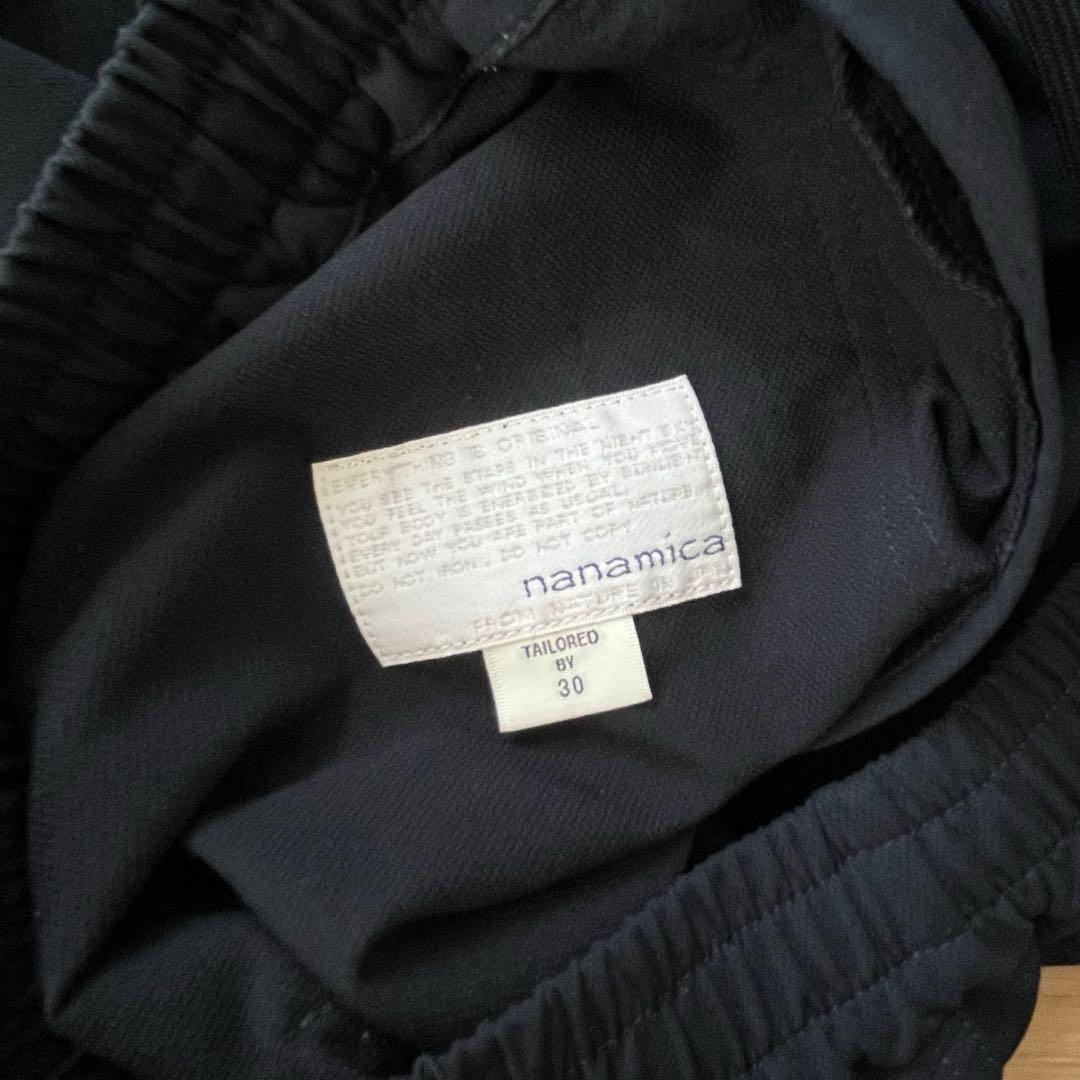 EVERYTHING IS ORIGINAL
YOU SEE THE STARS IN THE NIGHT SKY
YOU FEEL THE WIND WHEN YOU
YOUR BODY IS ENERGIZED BY SUNLIGHT
EVERY DAY PASSES AS USUAL
BUT NOW YOU ARE PART OF NATURE
DO NOT IRON, DO NOT COPY
nanamica
FROM NATURE
TAILORED
BY
30